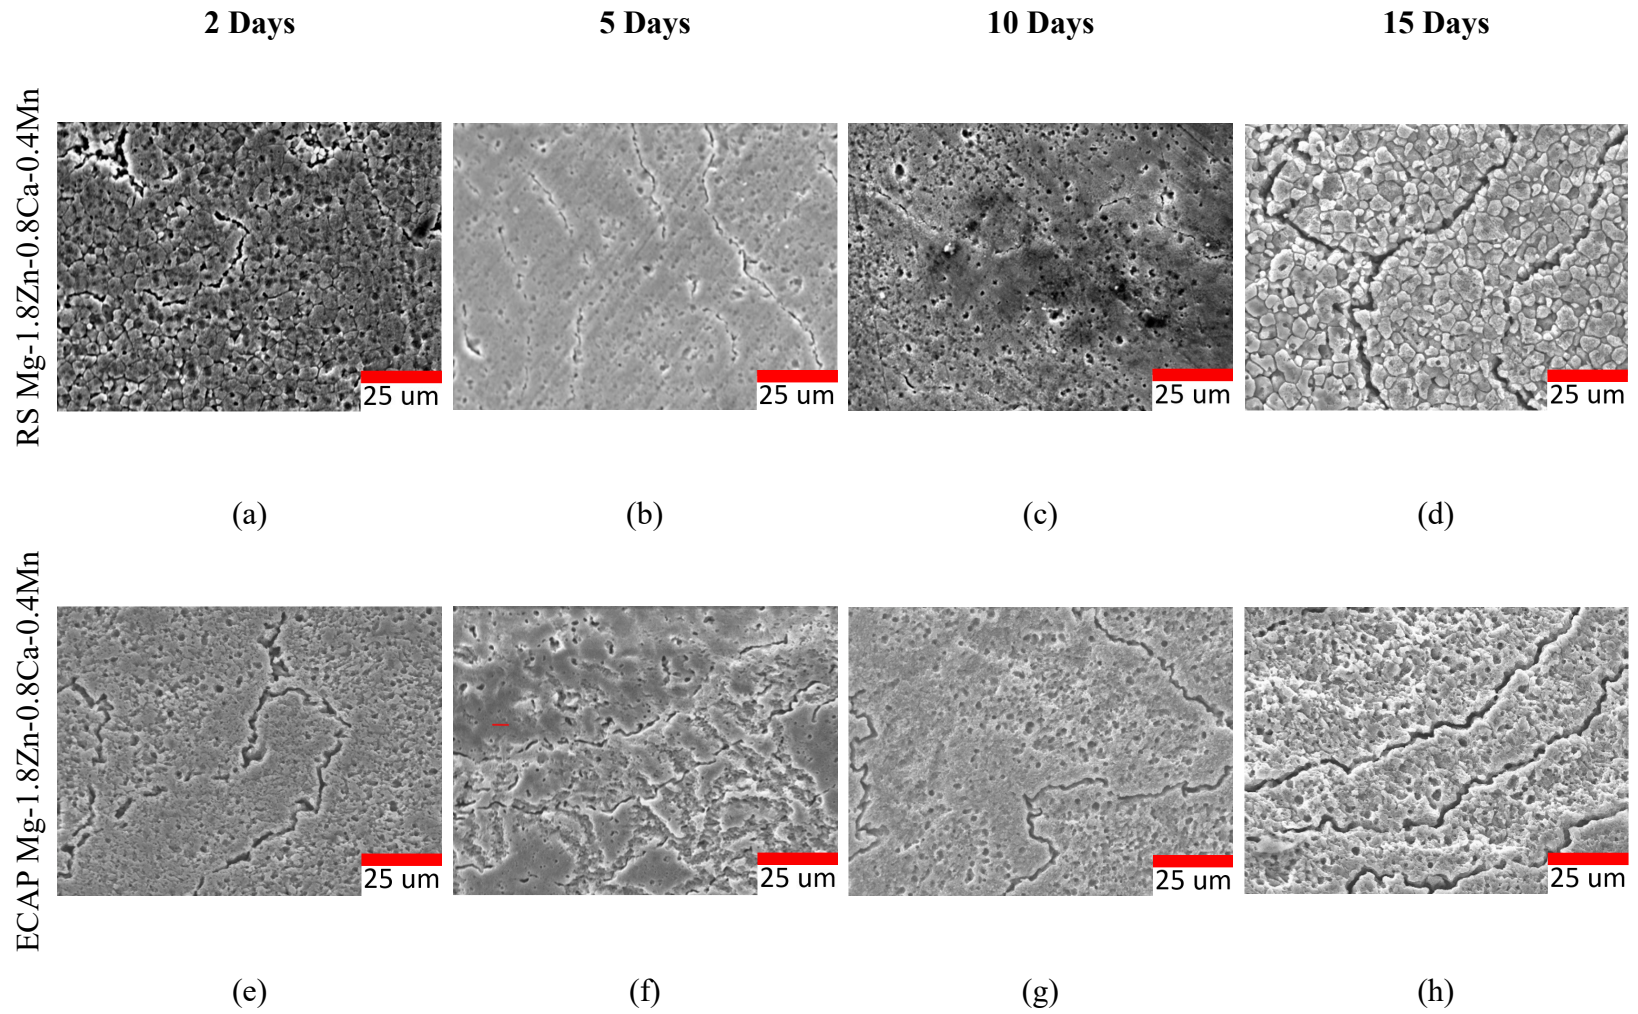 2 Days
5 Days
10 Days
15 Days
RS Mg-1.8Zn-0.8Ca-0.4Mn
25 um
25 um
25 um
25 um
(a)
(b)
(c)
(d)
ECAP Mg-1.8Zn-0.8Ca-0.4Mn
25 um
25 um
25 um
25 um
(e)
(f)
(g)
(h)